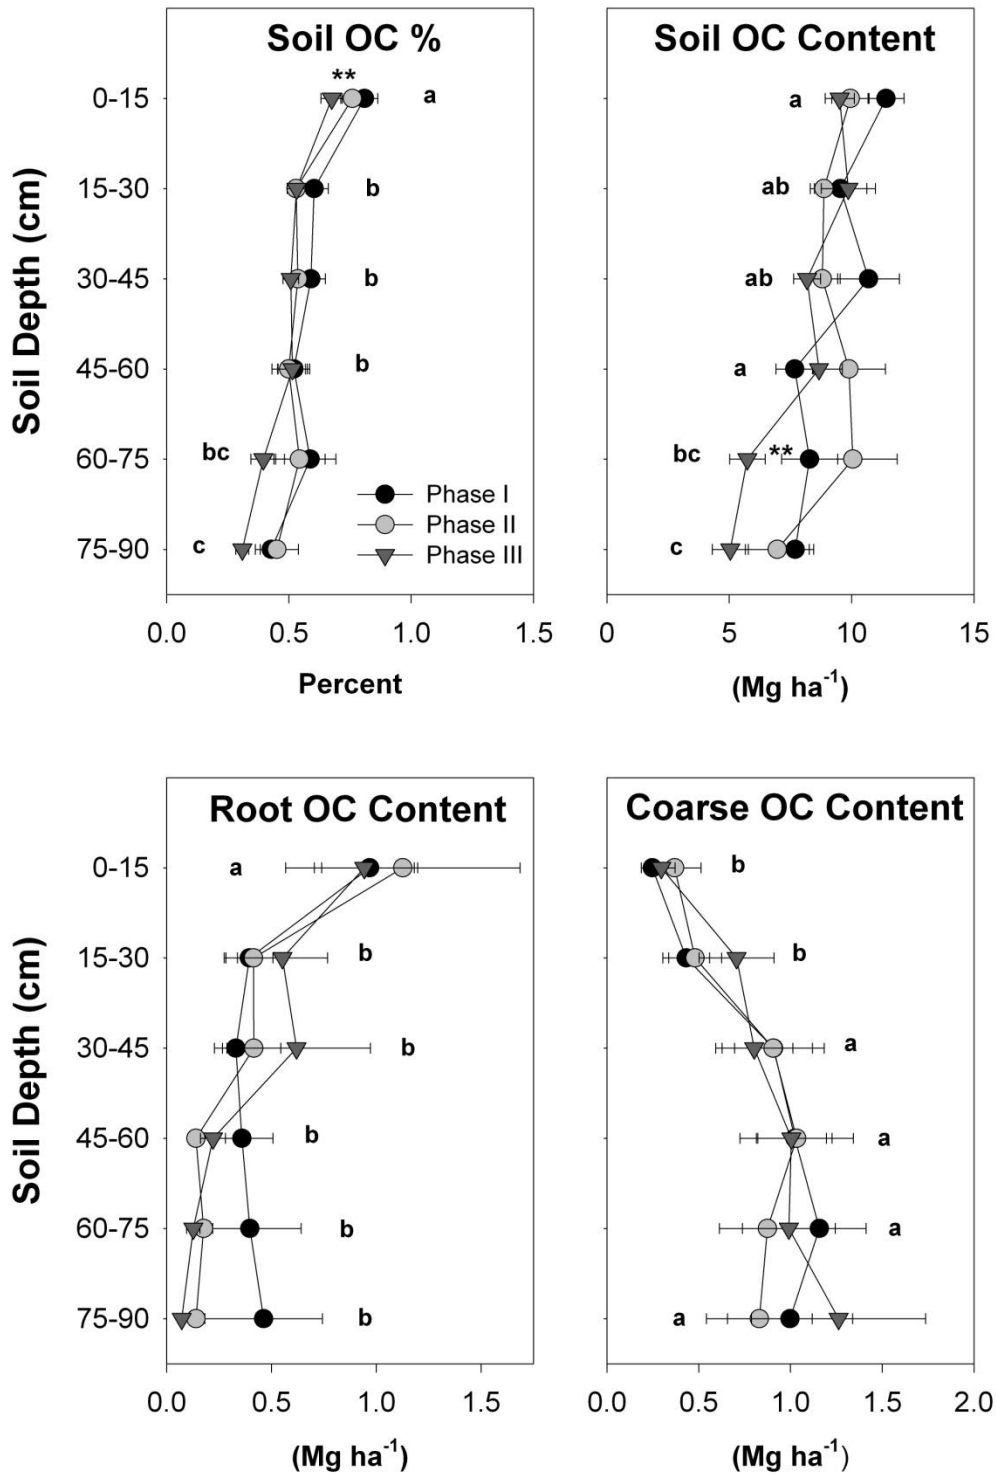 Soil OC %
Soil OC Content
Soil Depth (cm)
0-15
15-30
30-45
45-60
60-75
75-90
**
a
b
b
b
bc
c
Phase I
Phase II
Phase III
0.0
0.5
1.0
1.5
Percent
a
ab
ab
a
bc
**
c
0
5
10
15
(Mg ha⁻¹)
Root OC Content
Coarse OC Content
Soil Depth (cm)
0-15
15-30
30-45
45-60
60-75
75-90
a
b
b
b
b
b
0.0
0.5
1.0
1.5
(Mg ha⁻¹)
b
b
a
a
a
a
0.0
0.5
1.0
1.5
2.0
(Mg ha⁻¹)